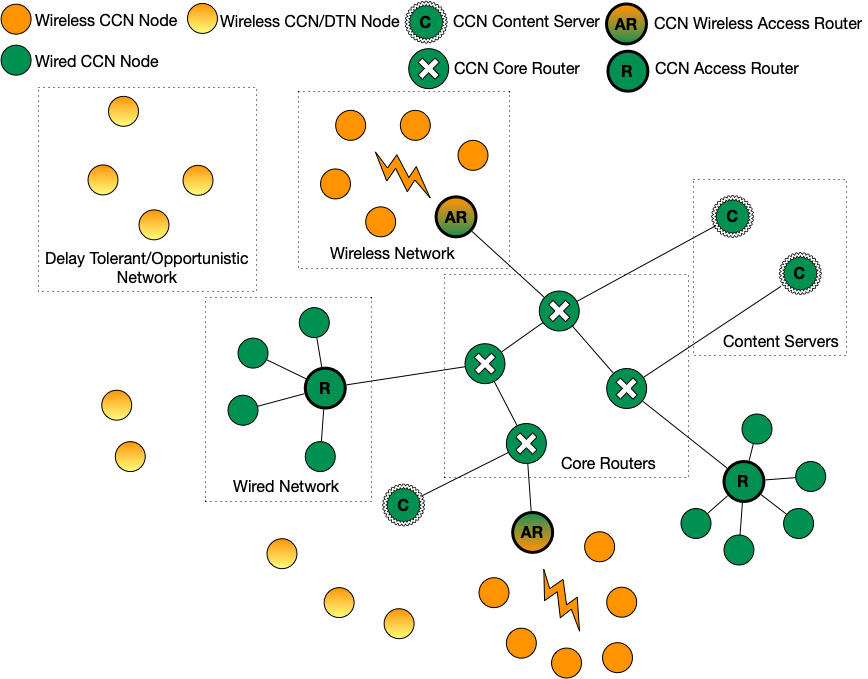 Wireless CCN Node
Wireless CCN/DTN Node
C
CCN Content Server
AR
CCN Wireless Access Router
Wired CCN Node
CCN Core Router
R
CCN Access Router
AR
Wireless Network
Delay Tolerant/Opportunistic
Network
C
C
Content Servers
R
Wired Network
Core Routers
C
R
AR